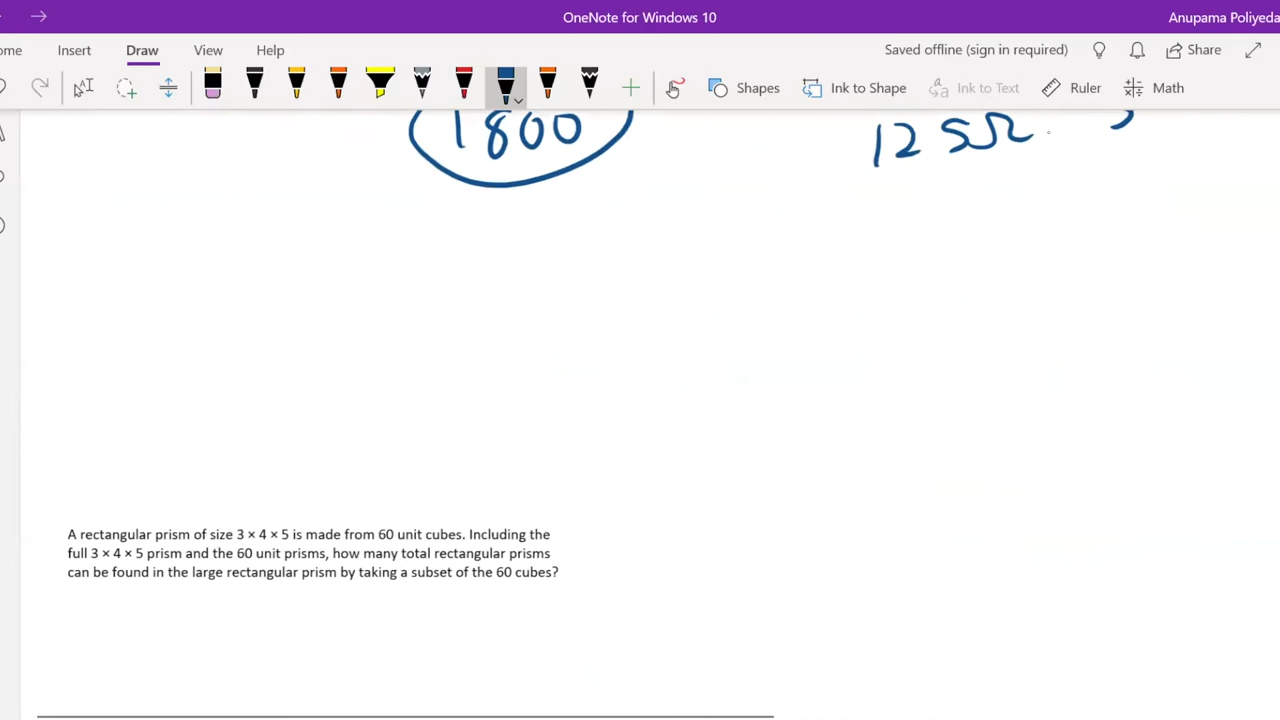 OneNote for Windows 10
Anupama Poliyeda
ome Insert Draw View Help
Saved offline (sign in required) Share
Shapes Ink to Shape Ink to Text Ruler Math
1800
125Ω
A rectangular prism of size 3 × 4 × 5 is made from 60 unit cubes. Including the
full 3 × 4 × 5 prism and the 60 unit prisms, how many total rectangular prisms
can be found in the large rectangular prism by taking a subset of the 60 cubes?